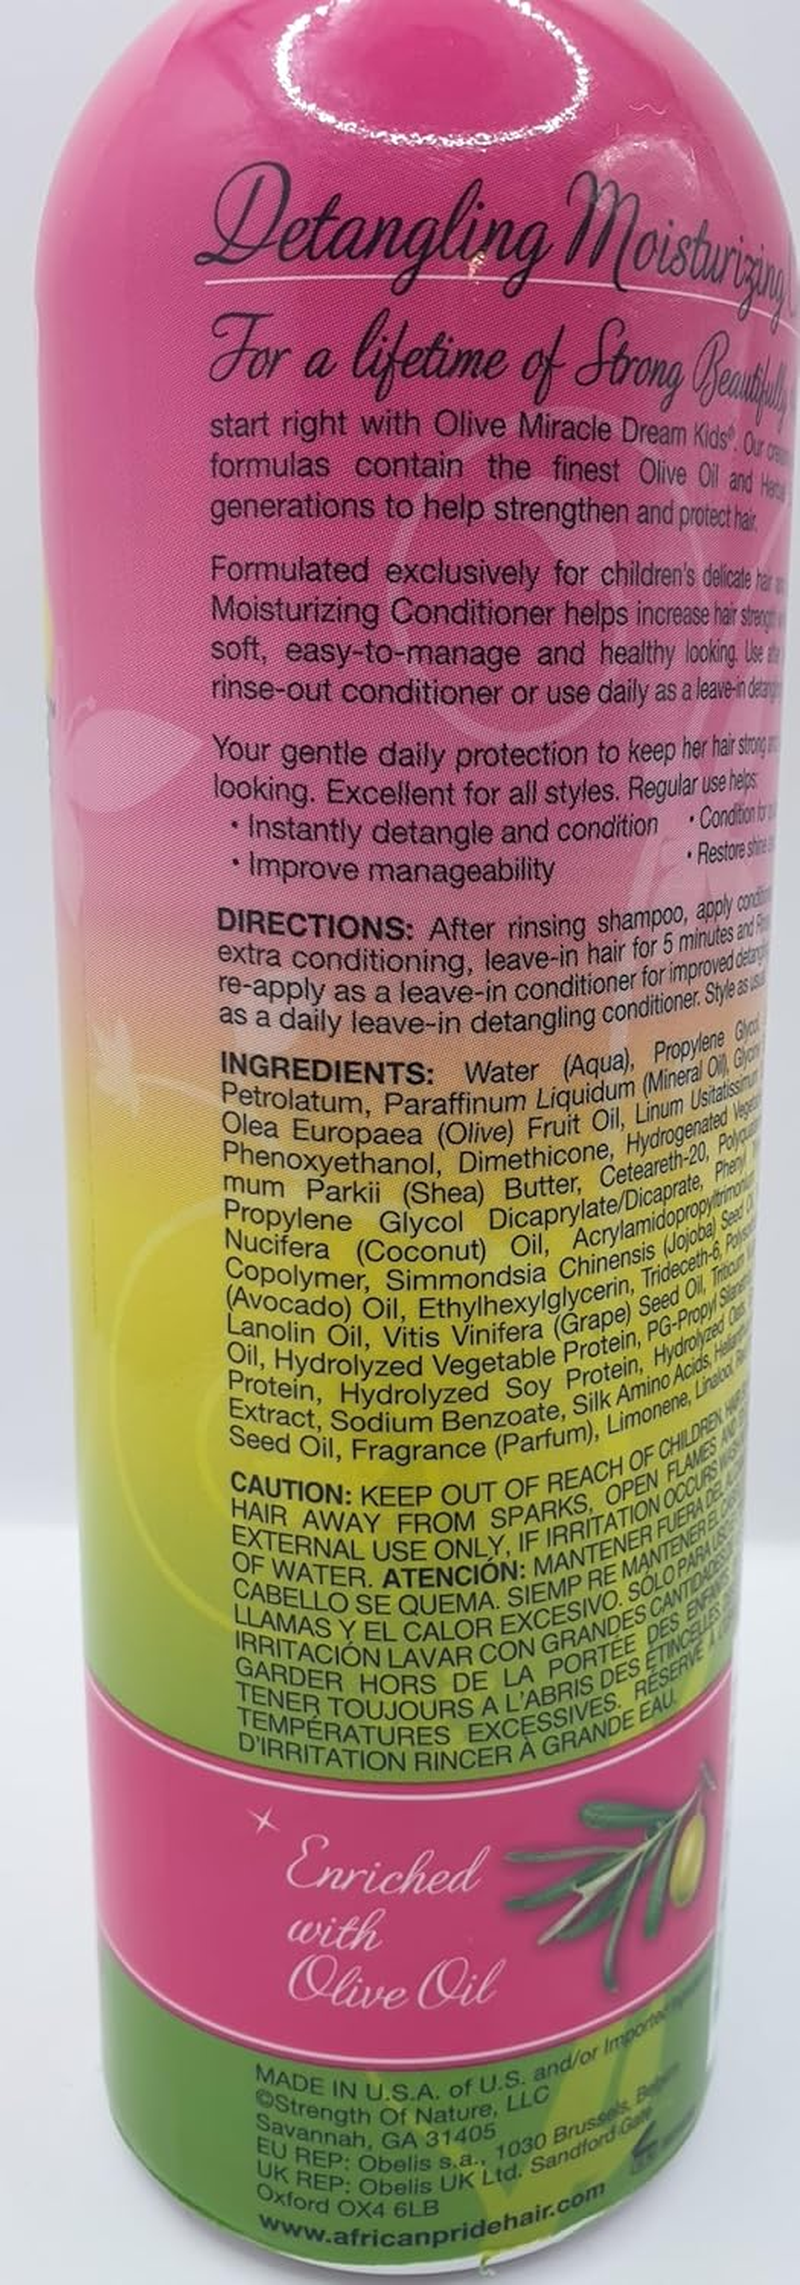 Detangling Moisturizing
For a lifetime of Strong Beautifully
start right with Olive Miracle Dream Kids®. Our
formulas contain the finest Olive Oil and
generations to help strengthen and protect hair.
Formulated exclusively for children's delicate hair
Moisturizing Conditioner helps increase hair
soft, easy-to-manage and healthy looking. Use
rinse-out conditioner or use daily as a leave-in
Your gentle daily protection to keep her hair strong
looking. Excellent for all styles. Regular use helps:
• Instantly detangle and condition • Condition for
• Improve manageability • Restore shine
DIRECTIONS: After rinsing shampoo, apply
extra conditioning, leave-in hair for 5 minutes and
re-apply as a leave-in conditioner for improved
as a daily leave-in detangling conditioner. Style as
INGREDIENTS: Water (Aqua), Propylene Glycol,
Petrolatum, Paraffinum Liquidum (Mineral Oil),
Olea Europaea (Olive) Fruit Oil, Linum Usitatissimum
Phenoxyethanol, Dimethicone, Hydrogenated
mum Parkii (Shea) Butter, Ceteareth-20,
Propylene Glycol Dicaprylate/Dicaprate, Phenyl
Nucifera (Coconut) Oil,
Copolymer, Simmondsia Chinensis (Jojoba) Seed
(Avocado) Oil, Ethylhexylglycerin, Trideceth-6,
Lanolin Oil, Vitis Vinifera (Grape) Seed Oil, Triticum
Oil, Hydrolyzed Vegetable Protein, PG-Propyl
Protein, Hydrolyzed Soy Protein, Hydrolyzed
Extract, Sodium Benzoate, Silk Amino Acids,
Seed Oil, Fragrance (Parfum), Limonene, Linalool,
CAUTION: KEEP OUT OF REACH OF CHILDREN.
HAIR AWAY FROM SPARKS, OPEN FLAMES AND
EXTERNAL USE ONLY, IF IRRITATION OCCURS
OF WATER. ATENCIÓN: MANTENER FUERA DEL
CABELLO SE QUEMA. SIEMP RE MANTENER EL
LLAMAS Y EL CALOR EXCESIVO. SÓLO PARA
IRRITACIÓN LAVAR CON GRANDES CANTIDADES
GARDER HORS DE LA PORTÉE DES ENFANTS
TENER TOUJOURS A L'ABRIS DES ÉTINCELLES
TEMPÉRATURES EXCESSIVES. RÉSERVÉ À
D'IRRITATION RINCER À GRANDE EAU.
Enriched
with
Olive Oil
MADE IN U.S.A. of U.S. and/or Imported
©Strength Of Nature, LLC
Savannah, GA 31405
EU REP: Obelis s.a., 1030 Brussels, Belgium
UK REP: Obelis UK Ltd. Sandford Gate
Oxford OX4 6LB
www.africanpridehair.com